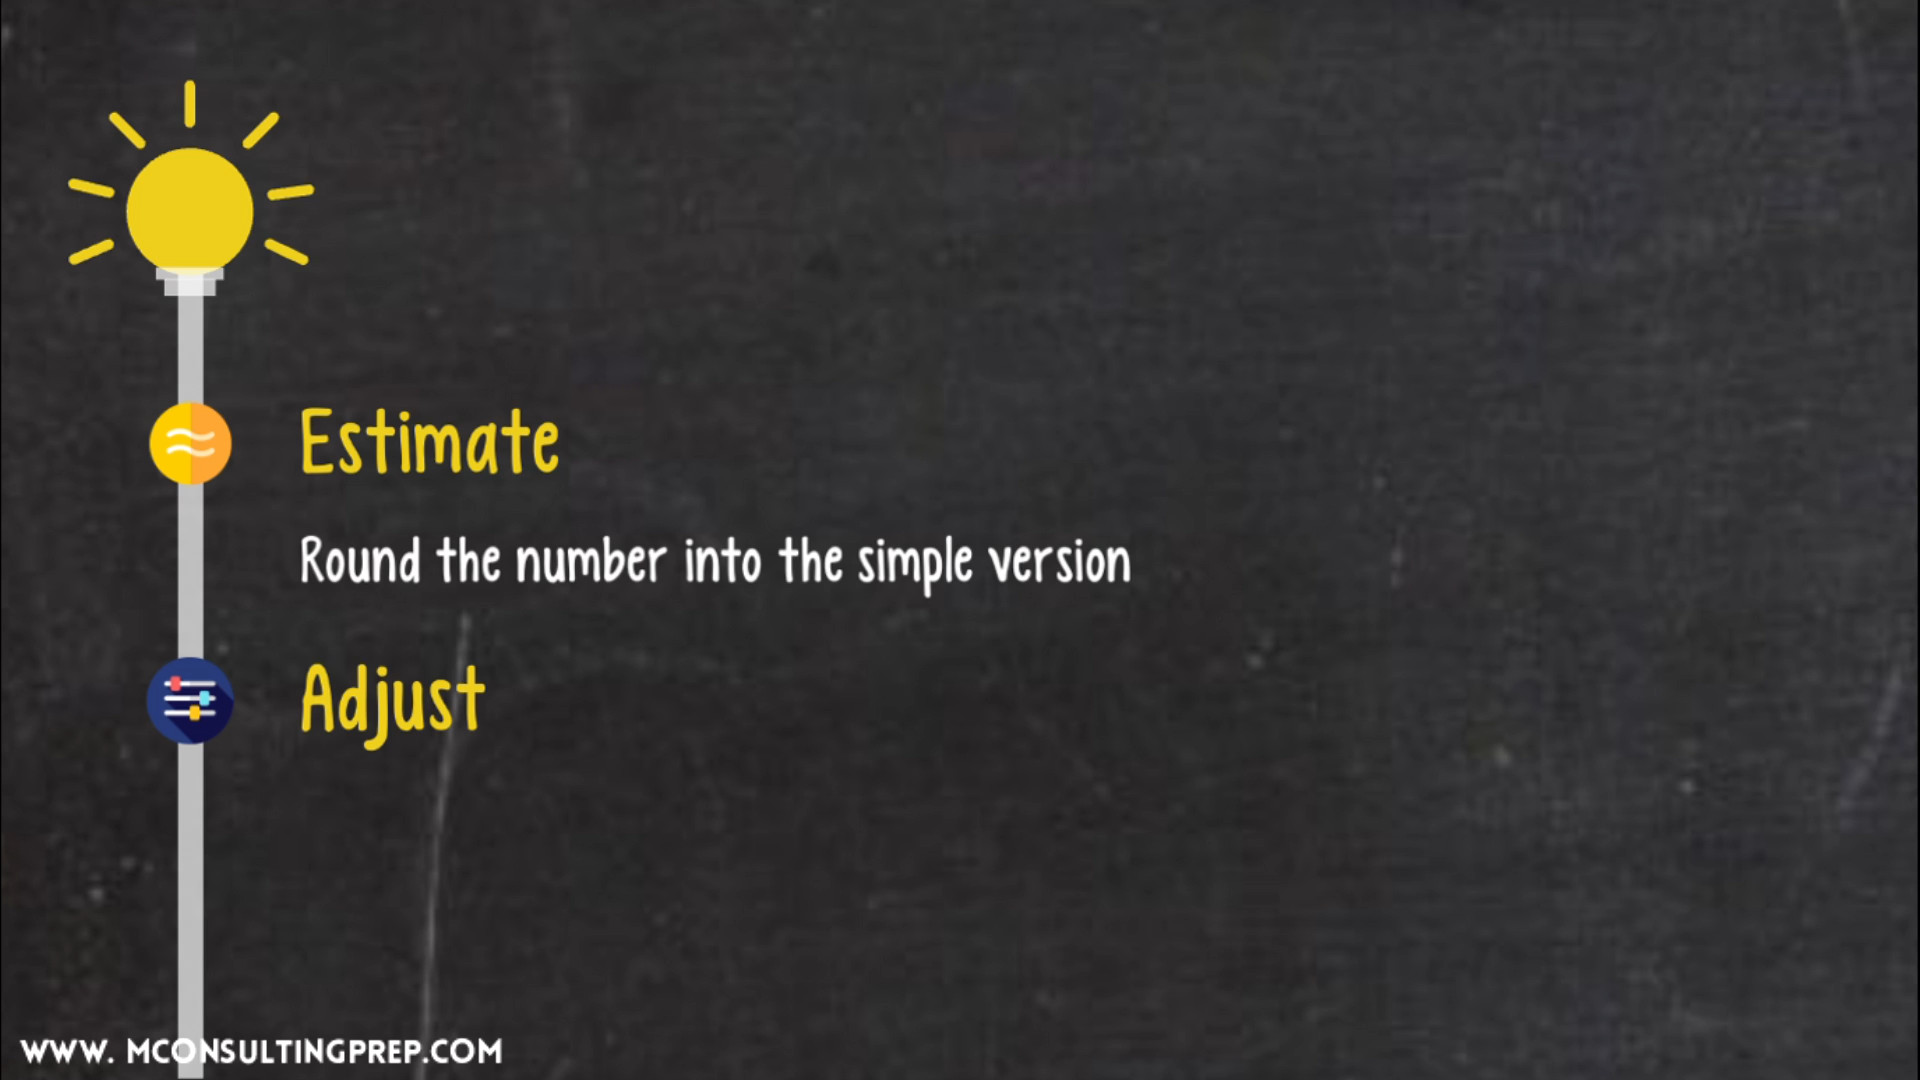 Estimate
Round the number into the simple version
Adjust
WWW. MCONSULTINGPREP.COM